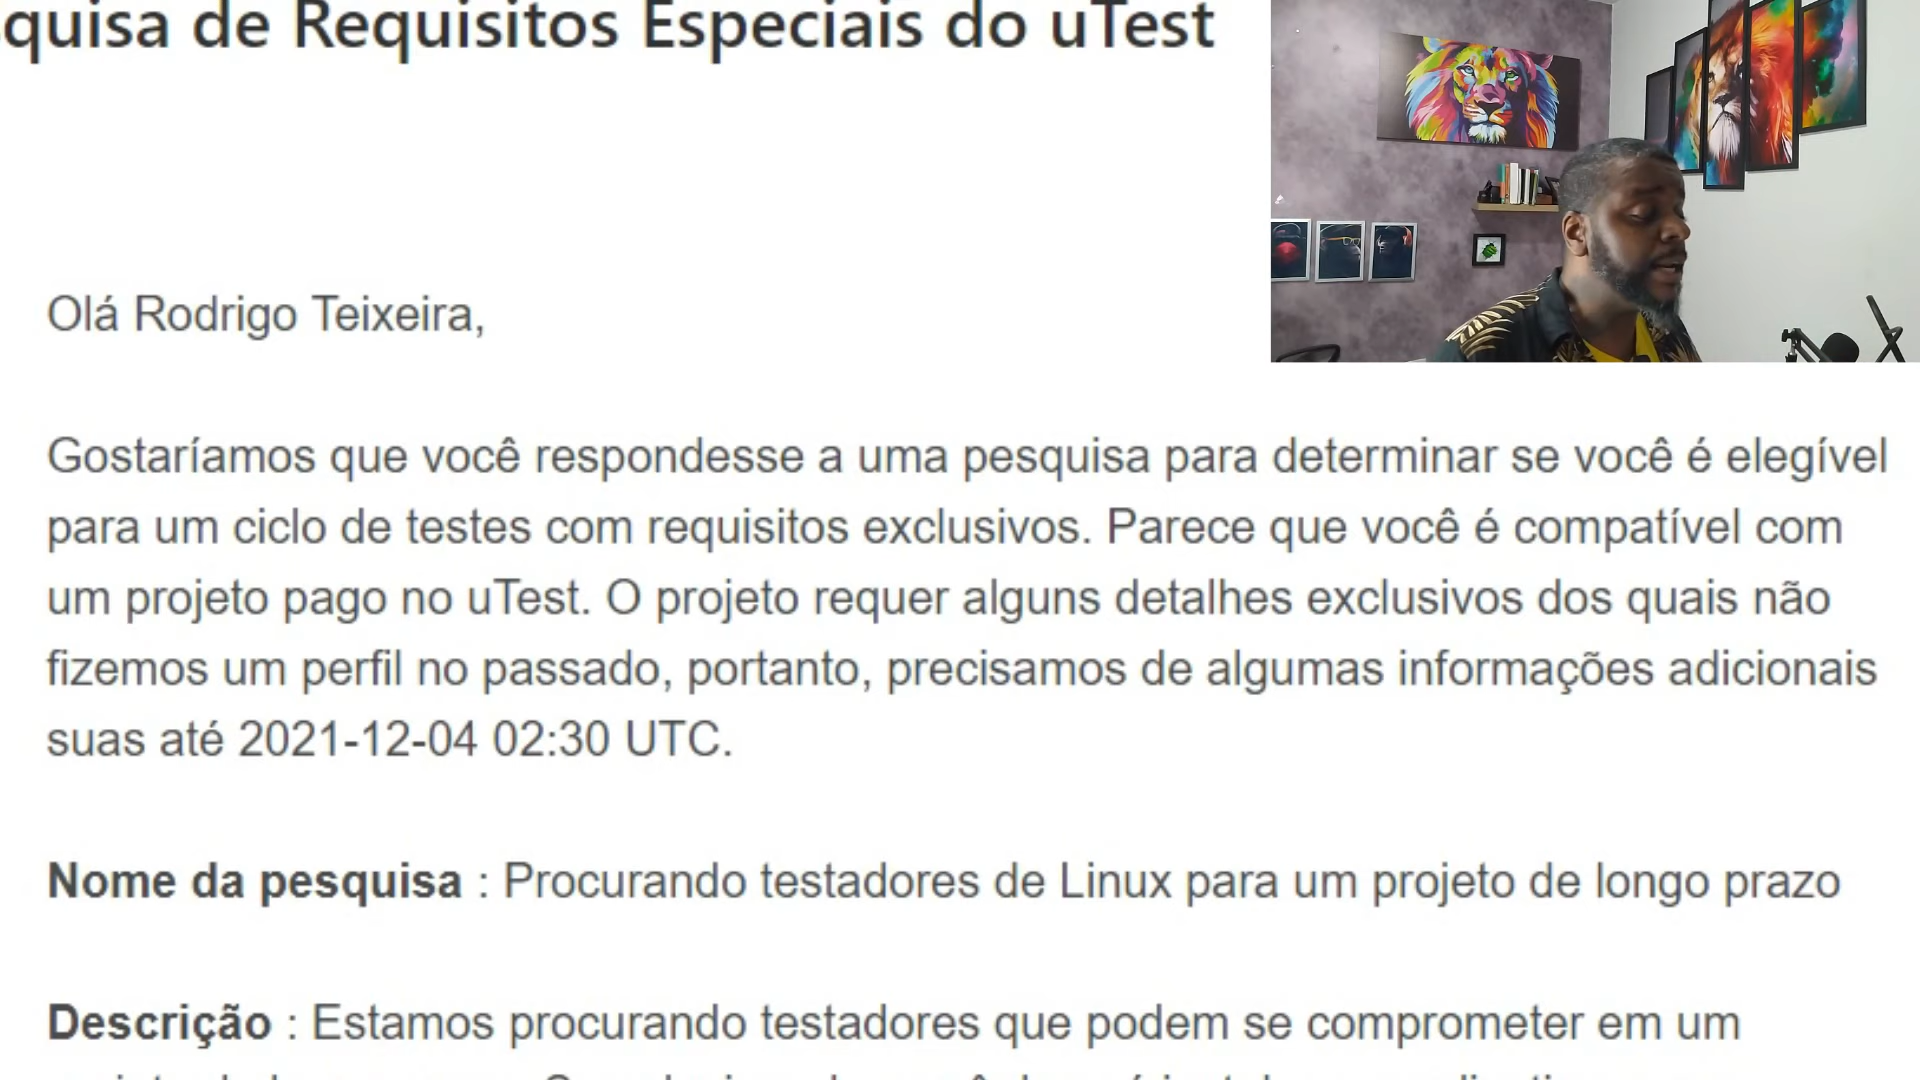 quisa de Requisitos Especiais do uTest
Olá Rodrigo Teixeira,
Gostaríamos que você respondesse a uma pesquisa para determinar se você é elegível
para um ciclo de testes com requisitos exclusivos. Parece que você é compatível com
um projeto pago no uTest. O projeto requer alguns detalhes exclusivos dos quais não
fizemos um perfil no passado, portanto, precisamos de algumas informações adicionais
suas até 2021-12-04 02:30 UTC.
Nome da pesquisa : Procurando testadores de Linux para um projeto de longo prazo
Descrição : Estamos procurando testadores que podem se comprometer em um